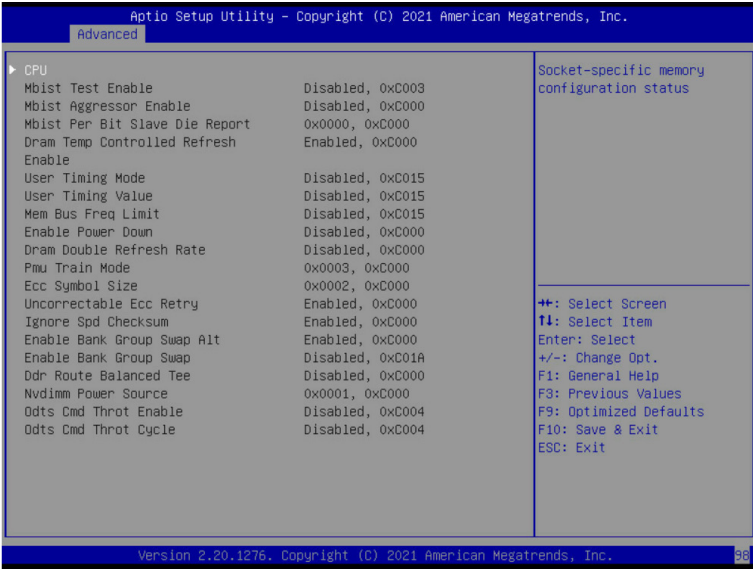 Aptio Setup Utility – Copyright (C) 2021 American Megatrends, Inc.
Advanced
CPU
Mbist Test Enable Disabled, 0xC003
Mbist Aggressor Enable Disabled, 0xC000
Mbist Per Bit Slave Die Report 0x0000, 0xC000
Dram Temp Controlled Refresh Enabled, 0xC000
Enable
User Timing Mode Disabled, 0xC015
User Timing Value Disabled, 0xC015
Mem Bus Freq Limit Disabled, 0xC015
Enable Power Down Disabled, 0xC000
Dram Double Refresh Rate Disabled, 0xC000
Pmu Train Mode 0x0003, 0xC000
Ecc Symbol Size 0x0002, 0xC000
Uncorrectable Ecc Retry Enabled, 0xC000
Ignore Spd Checksum Enabled, 0xC000
Enable Bank Group Swap Alt Enabled, 0xC000
Enable Bank Group Swap Disabled, 0xC01A
Ddr Route Balanced Tee Disabled, 0xC000
Nvdimm Power Source 0x0001, 0xC000
Odts Cmd Throt Enable Disabled, 0xC004
Odts Cmd Throt Cycle Disabled, 0xC004
Socket-specific memory
configuration status
→←: Select Screen
↑↓: Select Item
Enter: Select
+/-: Change Opt.
F1: General Help
F3: Previous Values
F9: Optimized Defaults
F10: Save & Exit
ESC: Exit
Version 2.20.1276. Copyright (C) 2021 American Megatrends, Inc.
98